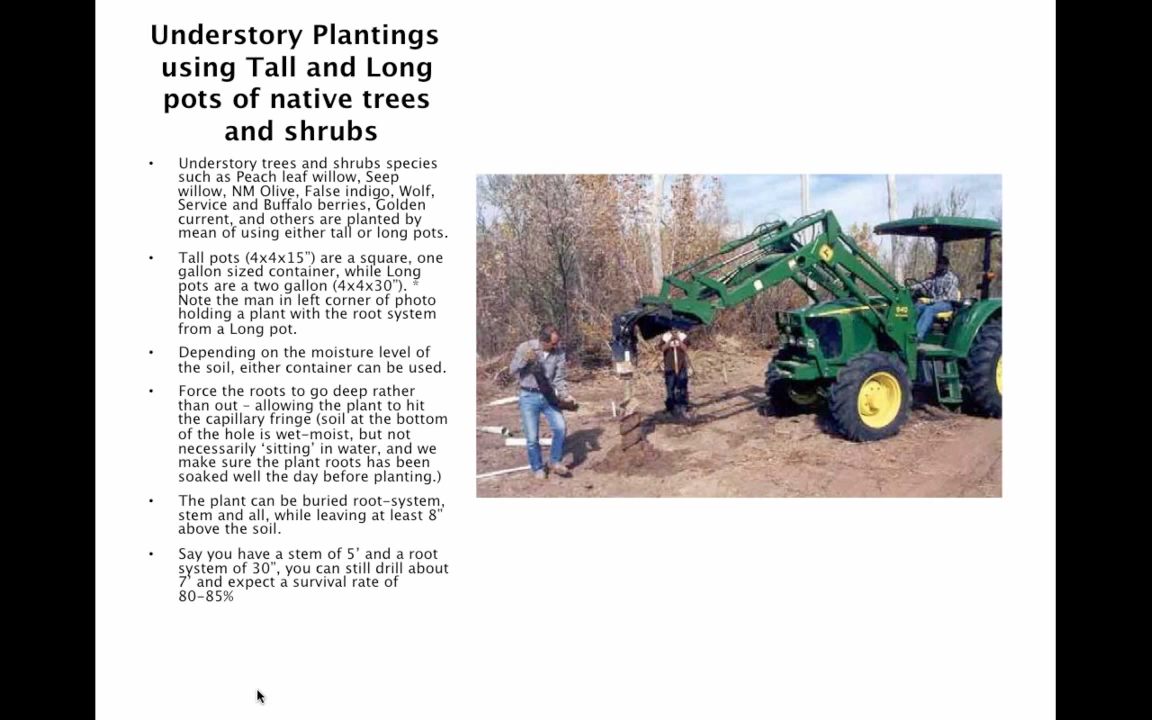 Understory Plantings
using Tall and Long
pots of native trees
and shrubs
• Understory trees and shrubs species
such as Peach leaf willow, Seep
willow, NM Olive, False indigo, Wolf,
Service and Buffalo berries, Golden
current, and others are planted by
mean of using either tall or long pots.
• Tall pots (4x4x15”) are a square, one
gallon sized container, while Long
pots are a two gallon (4x4x30”). *
Note the man in left corner of photo
holding a plant with the root system
from a Long pot.
• Depending on the moisture level of
the soil, either container can be used.
• Force the roots to go deep rather
than out – allowing the plant to hit
the capillary fringe (soil at the bottom
of the hole is wet-moist, but not
necessarily ‘sitting’ in water, and we
make sure the plant roots has been
soaked well the day before planting.)
• The plant can be buried root-system,
stem and all, while leaving at least 8”
above the soil.
• Say you have a stem of 5’ and a root
system of 30”, you can still drill about
7’ and expect a survival rate of
80-85%